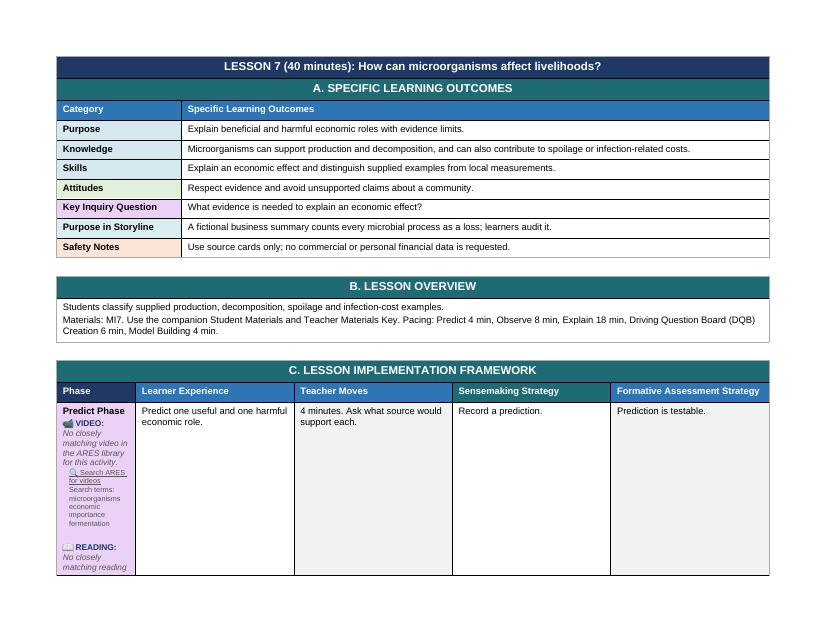 LESSON 7 (40 minutes): How can microorganisms affect livelihoods?
A. SPECIFIC LEARNING OUTCOMES
Category
Specific Learning Outcomes
Purpose
Explain beneficial and harmful economic roles with evidence limits.
Knowledge
Microorganisms can support production and decomposition, and can also contribute to spoilage or infection-related costs.
Skills
Explain an economic effect and distinguish supplied examples from local measurements.
Attitudes
Respect evidence and avoid unsupported claims about a community.
Key Inquiry Question
What evidence is needed to explain an economic effect?
Purpose in Storyline
A fictional business summary counts every microbial process as a loss; learners audit it.
Safety Notes
Use source cards only; no commercial or personal financial data is requested.
B. LESSON OVERVIEW
Students classify supplied production, decomposition, spoilage and infection-cost examples.
Materials: MI7. Use the companion Student Materials and Teacher Materials Key. Pacing: Predict 4 min, Observe 8 min, Explain 18 min, Driving Question Board (DQB)
Creation 6 min, Model Building 4 min.
C. LESSON IMPLEMENTATION FRAMEWORK
Phase
Learner Experience
Teacher Moves
Sensemaking Strategy
Formative Assessment Strategy
Predict Phase
📹 VIDEO:
No closely
matching video in
the ARES library
for this activity.
🔍 Search ARES
for videos
Search terms:
microorganisms
economic
importance
fermentation
📖 READING:
No closely
matching reading
Predict one useful and one harmful
economic role.
4 minutes. Ask what source would
support each.
Record a prediction.
Prediction is testable.